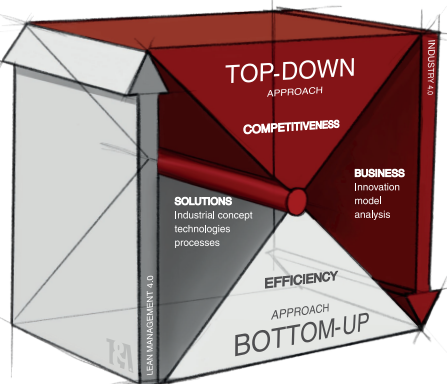 TOP-DOWN
APPROACH
COMPETITIVENESS
INDUSTRY 4.0
BUSINESS
Innovation
model
analysis
SOLUTIONS
Industrial concept
technologies
processes
EFFICIENCY
APPROACH
BOTTOM-UP
LEAN MANAGEMENT 4.0